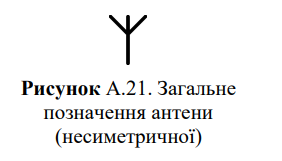 Рисунок А.21. Загальне
позначення антени
(несиметричної)